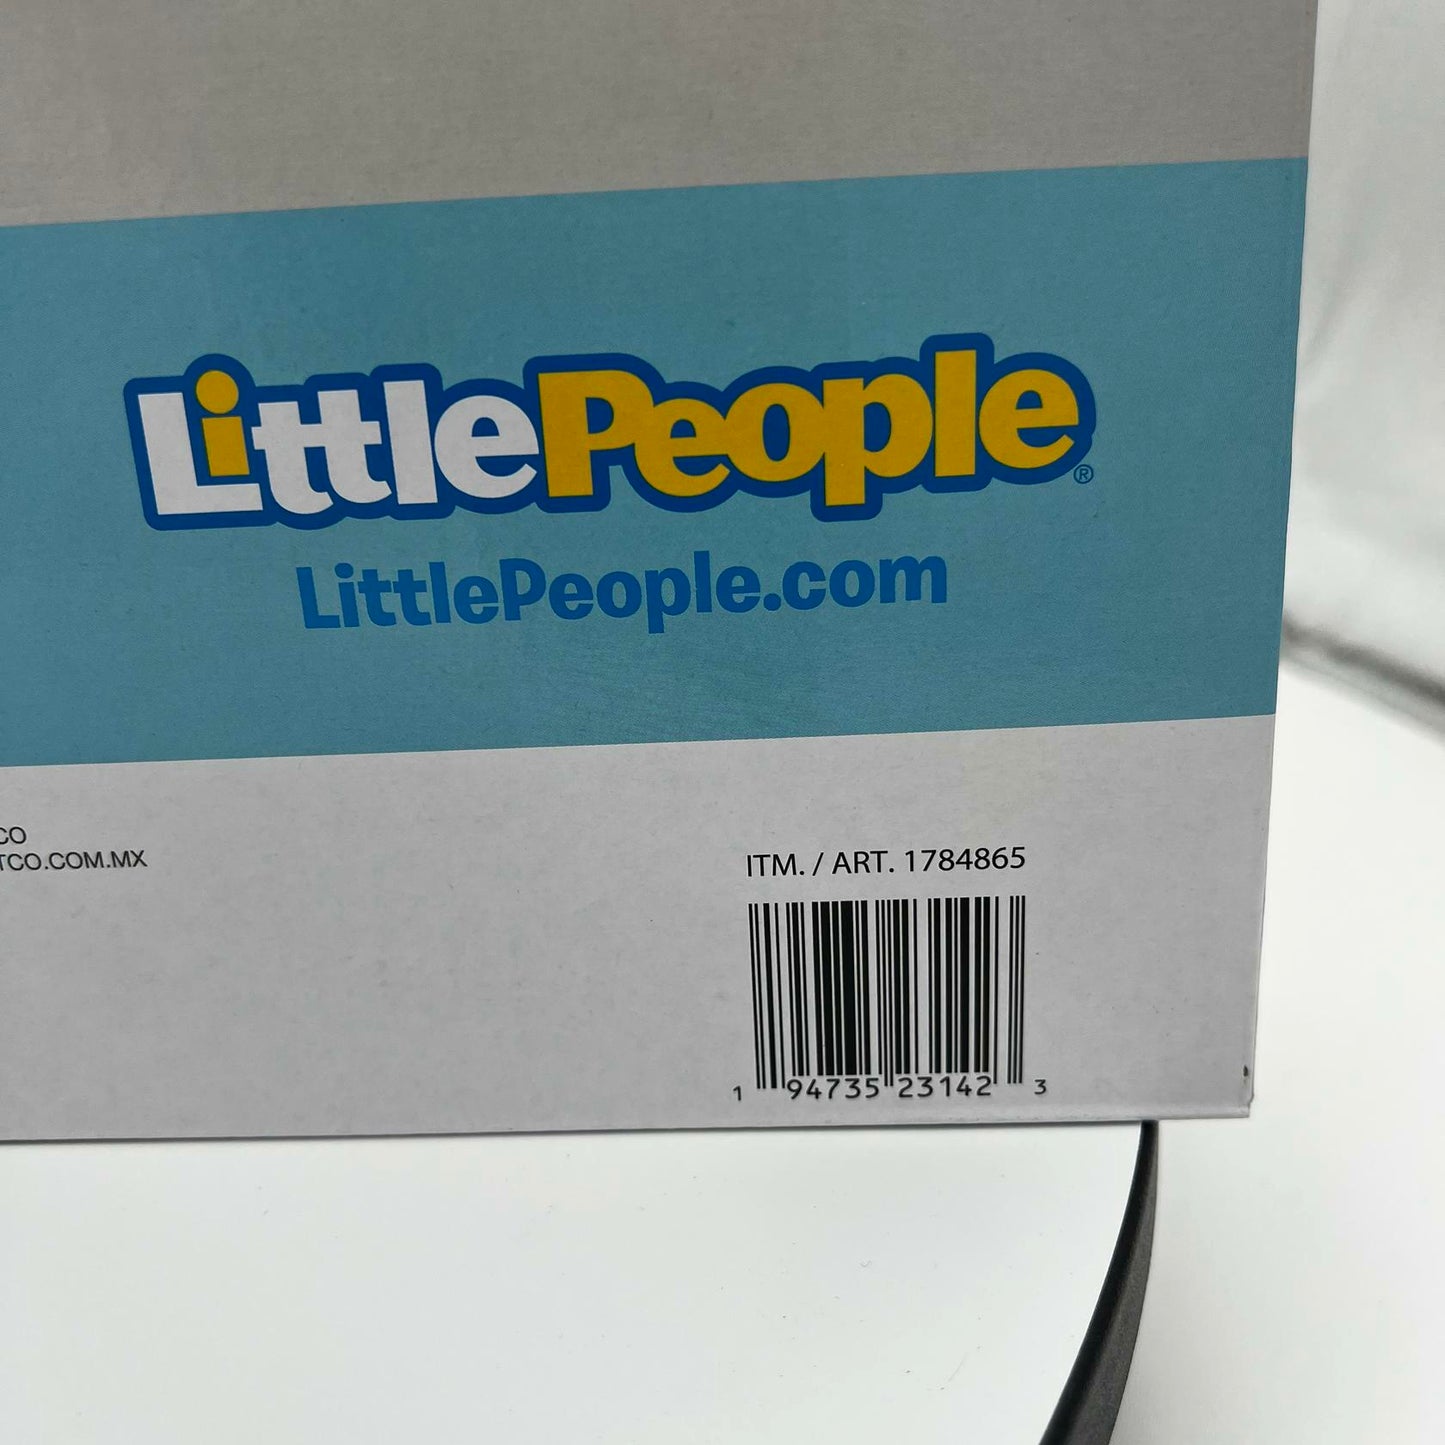 LittlePeople®
LittlePeople.com
CO
TCO.COM.MX
ITM. / ART. 1784865
1 94735 23142 3